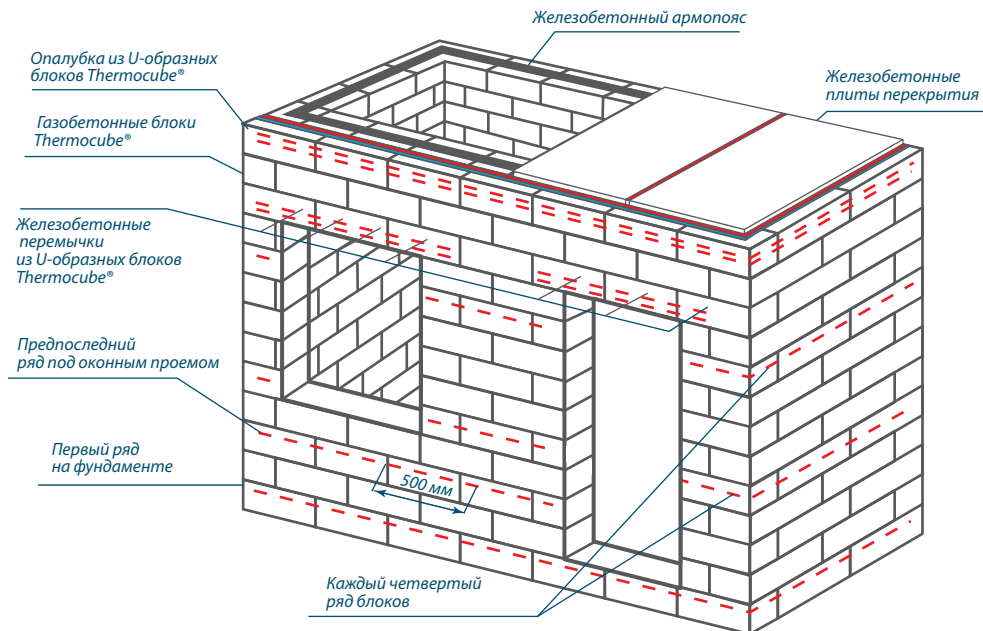 Железобетонный армопояс
Опалубка из U-образных
блоков Thermocube®
Железобетонные
плиты перекрытия
Газобетонные блоки
Thermocube®
Железобетонные
перемычки
из U-образных блоков
Thermocube®
Предпоследний
ряд под оконным проемом
Первый ряд
на фундаменте
500 мм
Каждый четвертый
ряд блоков